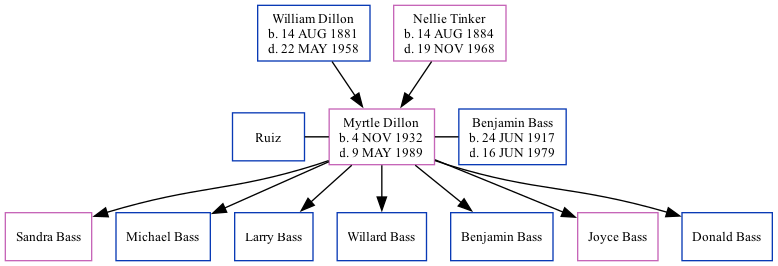 William Dillon
b. 14 AUG 1881
d. 22 MAY 1958
Nellie Tinker
b. 14 AUG 1884
d. 19 NOV 1968
Ruiz
Myrtle Dillon
b. 4 NOV 1932
d. 9 MAY 1989
Benjamin Bass
b. 24 JUN 1917
d. 16 JUN 1979
Sandra Bass
Michael Bass
Larry Bass
Willard Bass
Benjamin Bass
Joyce Bass
Donald Bass